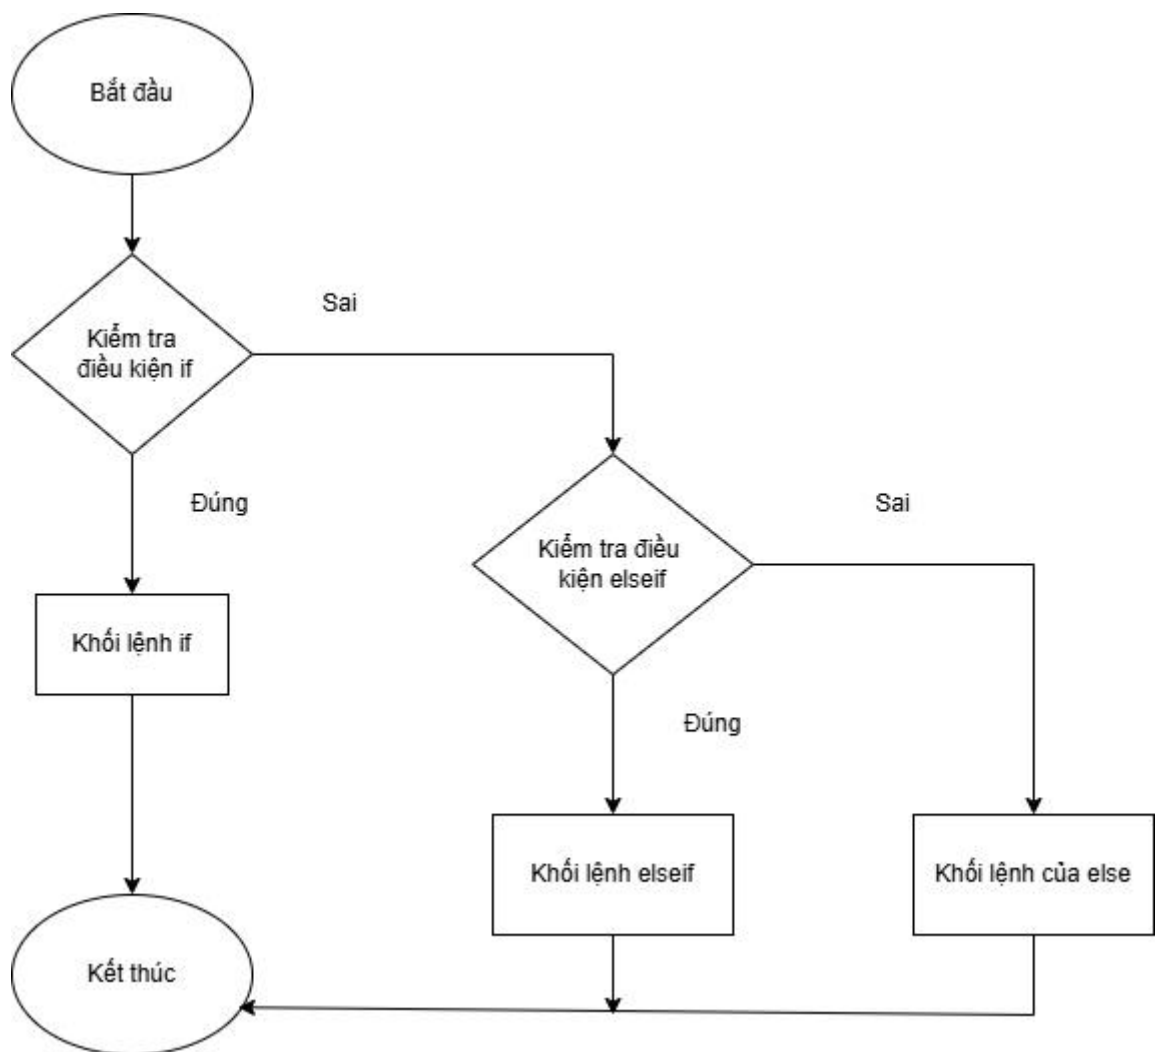 Bắt đầu
Sai
Kiểm tra
điều kiện if
Đúng
Sai
Kiểm tra điều
kiện elseif
Khối lệnh if
Đúng
Khối lệnh elseif
Khối lệnh của else
Kết thúc